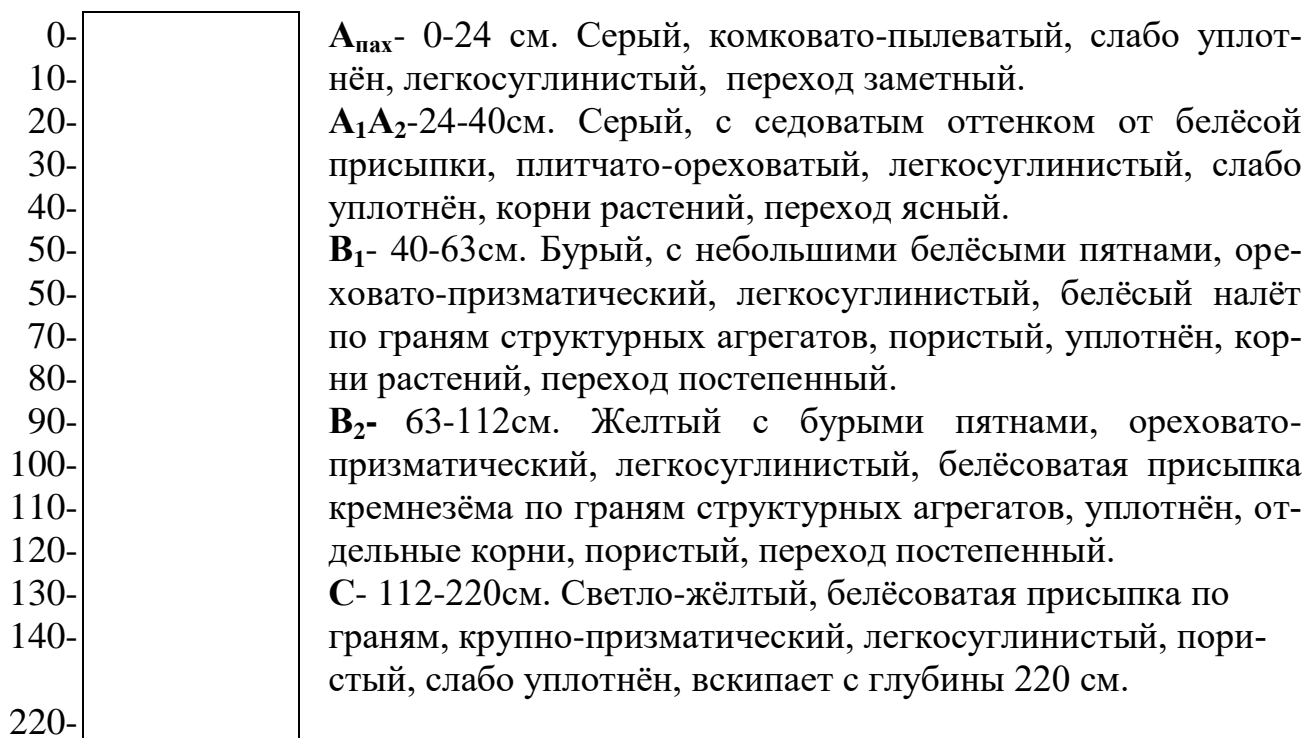 0- Aпах- 0-24 см. Серый, комковато-пылеватый, слабо уплот-
10- нён, легкосуглинистый, переход заметный.
20- A1A2-24-40см. Серый, с седоватым оттенком от белёсой
30- присыпки, плитчато-ореховатый, легкосуглинистый, слабо
40- уплотнён, корни растений, переход ясный.
50- B1- 40-63см. Бурый, с небольшими белёсыми пятнами, оре-
50- ховато-призматический, легкосуглинистый, белёсый налёт
70- по граням структурных агрегатов, пористый, уплотнён, кор-
80- ни растений, переход постепенный.
90- B2- 63-112см. Желтый с бурыми пятнами, ореховато-
100- призматический, легкосуглинистый, белёсоватая присыпка
110- кремнезёма по граням структурных агрегатов, уплотнён, от-
120- дельные корни, пористый, переход постепенный.
130- C- 112-220см. Светло-жёлтый, белёсоватая присыпка по
140- граням, крупно-призматический, легкосуглинистый, пори-
стый, слабо уплотнён, вскипает с глубины 220 см.
220-